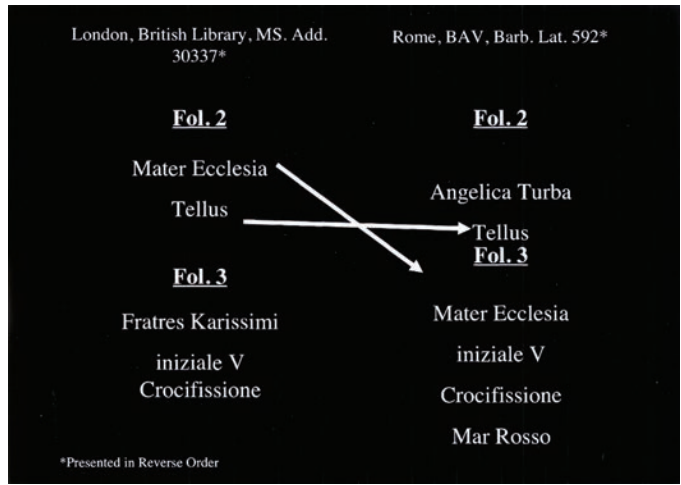 London, British Library, MS. Add.
30337*
Fol. 2
Mater Ecclesia
Tellus
Fol. 3
Fratres Karissimi
iniziale V
Crocifissione
Rome, BAV, Barb. Lat. 592*
Fol. 2
Angelica Turba
Tellus
Fol. 3
Mater Ecclesia
iniziale V
Crocifissione
Mar Rosso
*Presented in Reverse Order